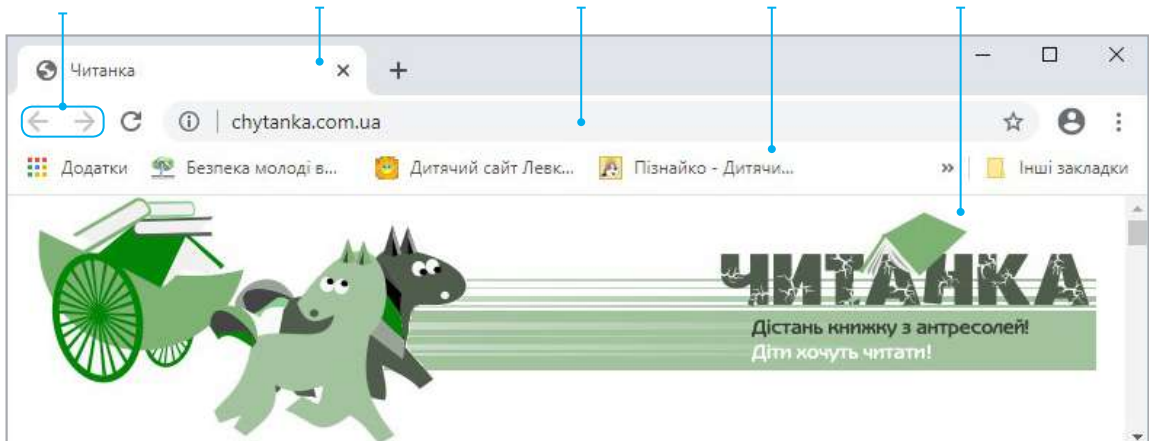 Читанка
chytanka.com.ua
Додатки Безпека молоді в... Дитячий сайт Левк... Пізнайко - Дитячи... » Інші закладки
ЧИТАНКА
Дістань книжку з антресолей!
Діти хочуть читати!